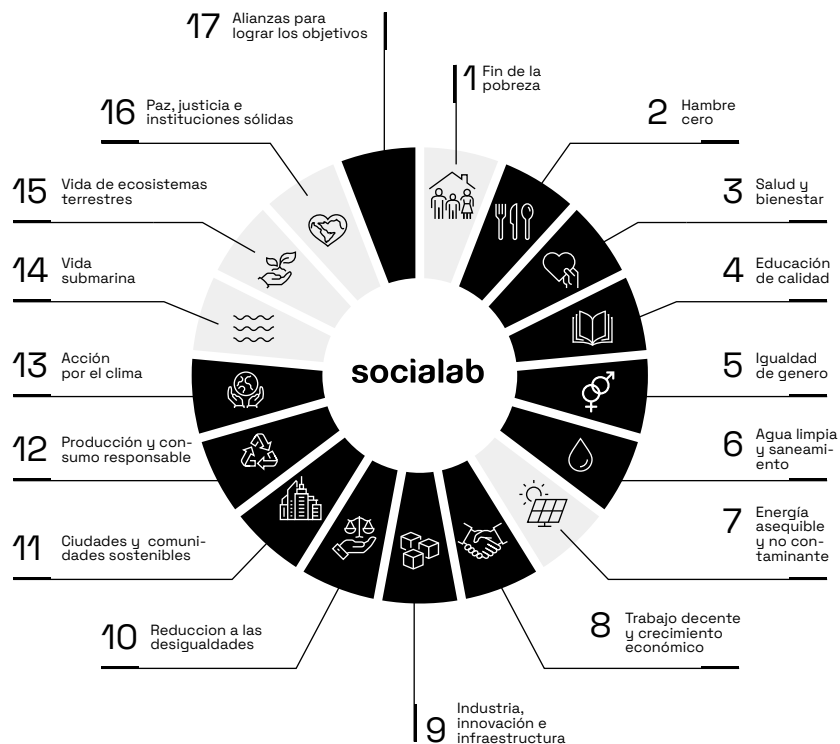 17 Alianzas para
lograr los objetivos
1 Fin de la
pobreza
16 Paz, justicia e
instituciones sólidas
2 Hambre
cero
15 Vida de ecosistemas
terrestres
3 Salud y
bienestar
14 Vida
submarina
4 Educación
de calidad
socialab
13 Acción
por el clima
5 Igualdad
de genero
12 Producción y con-
sumo responsable
6 Agua limpia
y saneami-
ento
11 Ciudades y comuni-
dades sostenibles
7 Energía
asequible
y no con-
taminante
10 Reduccion a las
desigualdades
8 Trabajo decente
y crecimiento
económico
9 Industria,
innovación e
infraestructura